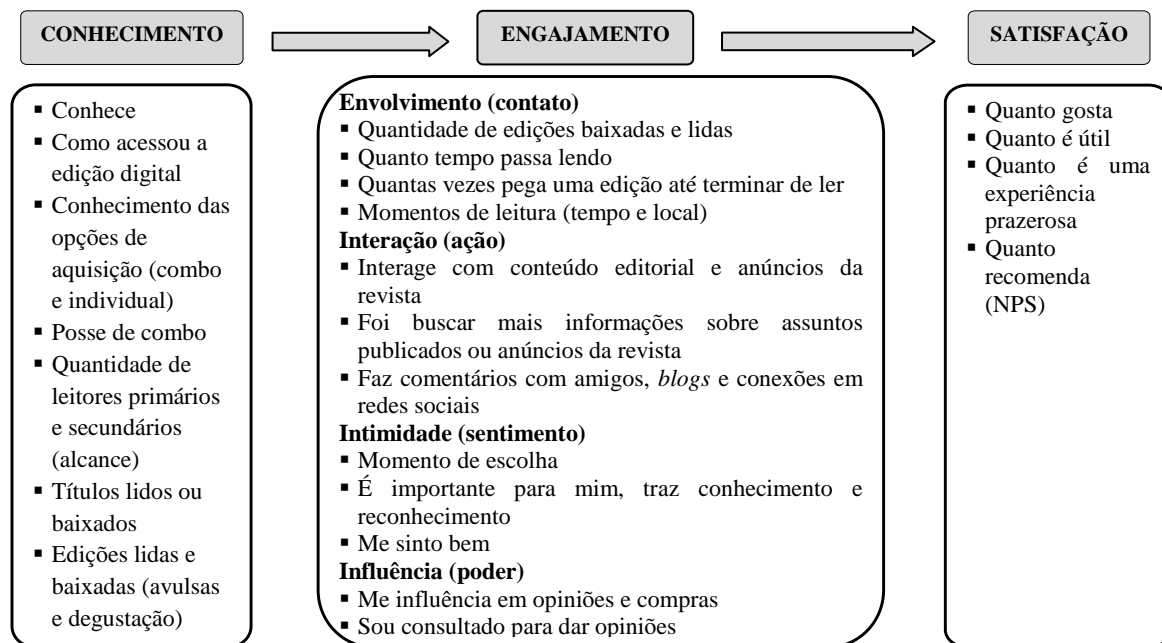 CONHECIMENTO
ENGAJAMENTO
SATISFAÇÃO
▪ Conhece
▪ Como acessou a
edição digital
▪ Conhecimento das
opções de
aquisição (combo
e individual)
▪ Posse de combo
▪ Quantidade de
leitores primários
e secundários
(alcance)
▪ Títulos lidos ou
baixados
▪ Edições lidas e
baixadas (avulsas
e degustação)
Envolvimento (contato)
▪ Quantidade de edições baixadas e lidas
▪ Quanto tempo passa lendo
▪ Quantas vezes pega uma edição até terminar de ler
▪ Momentos de leitura (tempo e local)
Interação (ação)
▪ Interage com conteúdo editorial e anúncios da
revista
▪ Foi buscar mais informações sobre assuntos
publicados ou anúncios da revista
▪ Faz comentários com amigos, blogs e conexões em
redes sociais
Intimidade (sentimento)
▪ Momento de escolha
▪ É importante para mim, traz conhecimento e
reconhecimento
▪ Me sinto bem
Influência (poder)
▪ Me influência em opiniões e compras
▪ Sou consultado para dar opiniões
▪ Quanto gosta
▪ Quanto é útil
▪ Quanto é uma
experiência
prazerosa
▪ Quanto
recomenda
(NPS)